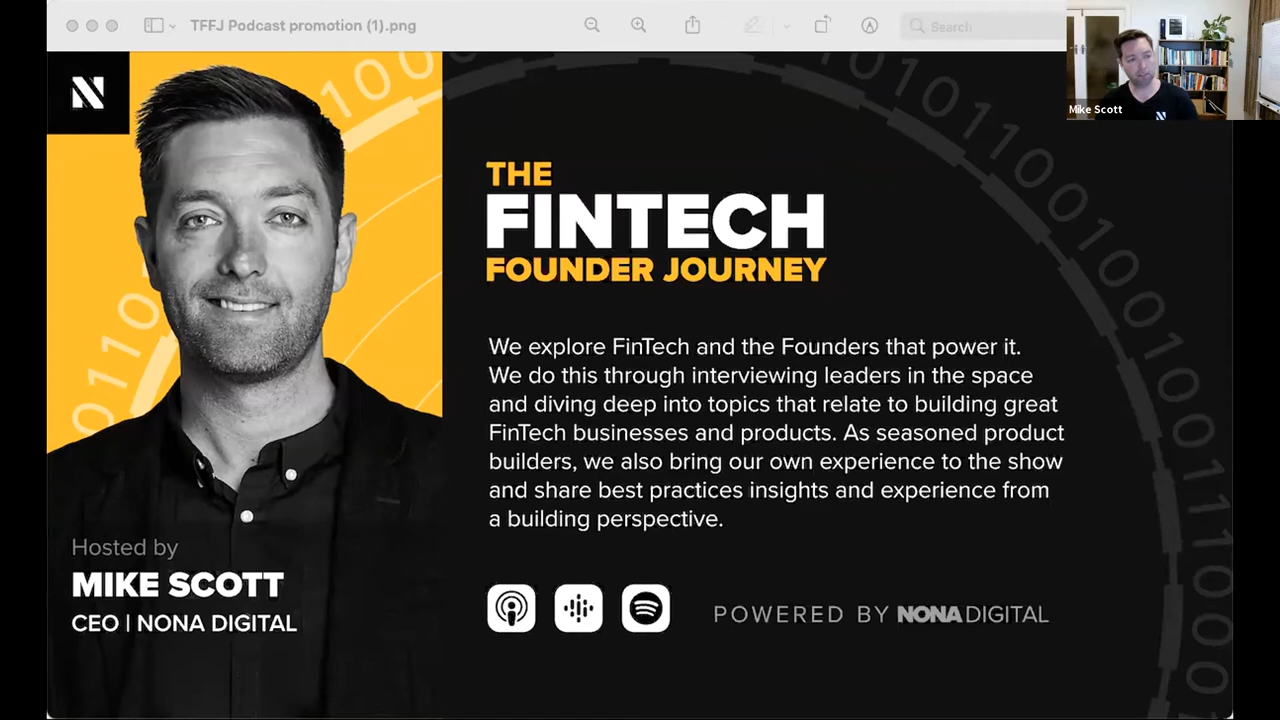 TFFJ Podcast promotion (1).png
Search
Mike Scott
N
THE
FINTECH
FOUNDER JOURNEY
We explore FinTech and the Founders that power it.
We do this through interviewing leaders in the space
and diving deep into topics that relate to building great
FinTech businesses and products. As seasoned product
builders, we also bring our own experience to the show
and share best practices insights and experience from
a building perspective.
Hosted by
MIKE SCOTT
CEO | NONA DIGITAL
POWERED BY NONA DIGITAL